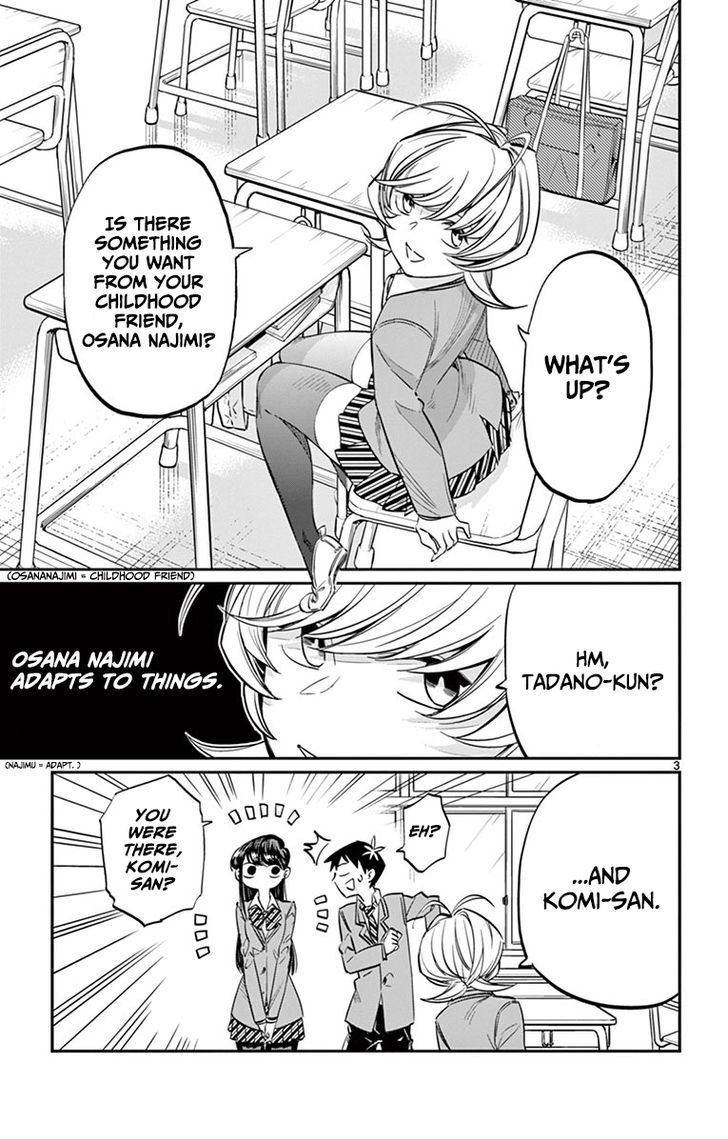 WHAT'S
UP?
IS THERE
SOMETHING
YOU WANT
FROM YOUR
CHILDHOOD
FRIEND,
OSANA NAJIMI?
(OSANANAJIMI = CHILDHOOD FRIEND)
HM,
TADANO-KUN?
OSANA NAJIMI
ADAPTS TO THINGS.
(NAJIMU = ADAPT. )
3
...AND
KOMI-SAN.
EH?
YOU
WERE
THERE,
KOMI-
SAN?